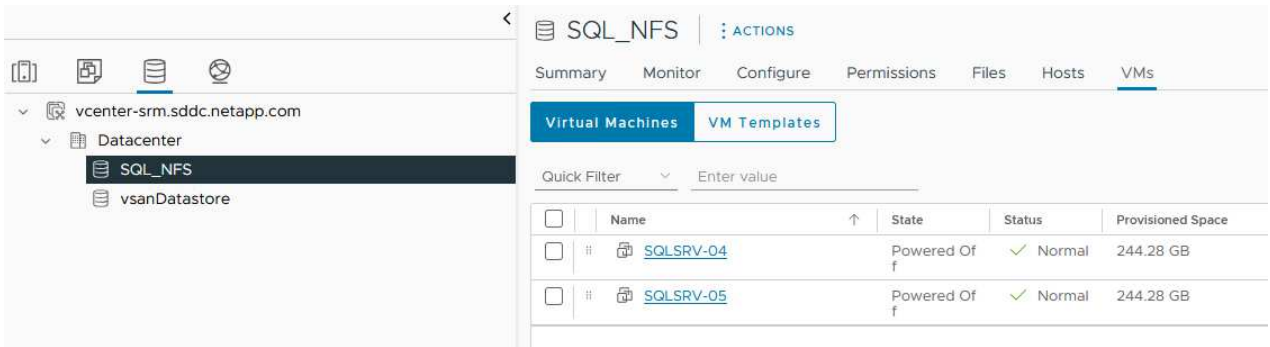 SQL_NFS
ACTIONS
Summary Monitor Configure Permissions Files Hosts VMs
vcenter-srm.sddc.netapp.com
Datacenter
SQL_NFS
vsanDatastore
Virtual Machines VM Templates
Quick Filter Enter value
Name State Status Provisioned Space
SQLSRV-04 Powered Of
f Normal 244.28 GB
SQLSRV-05 Powered Of
f Normal 244.28 GB